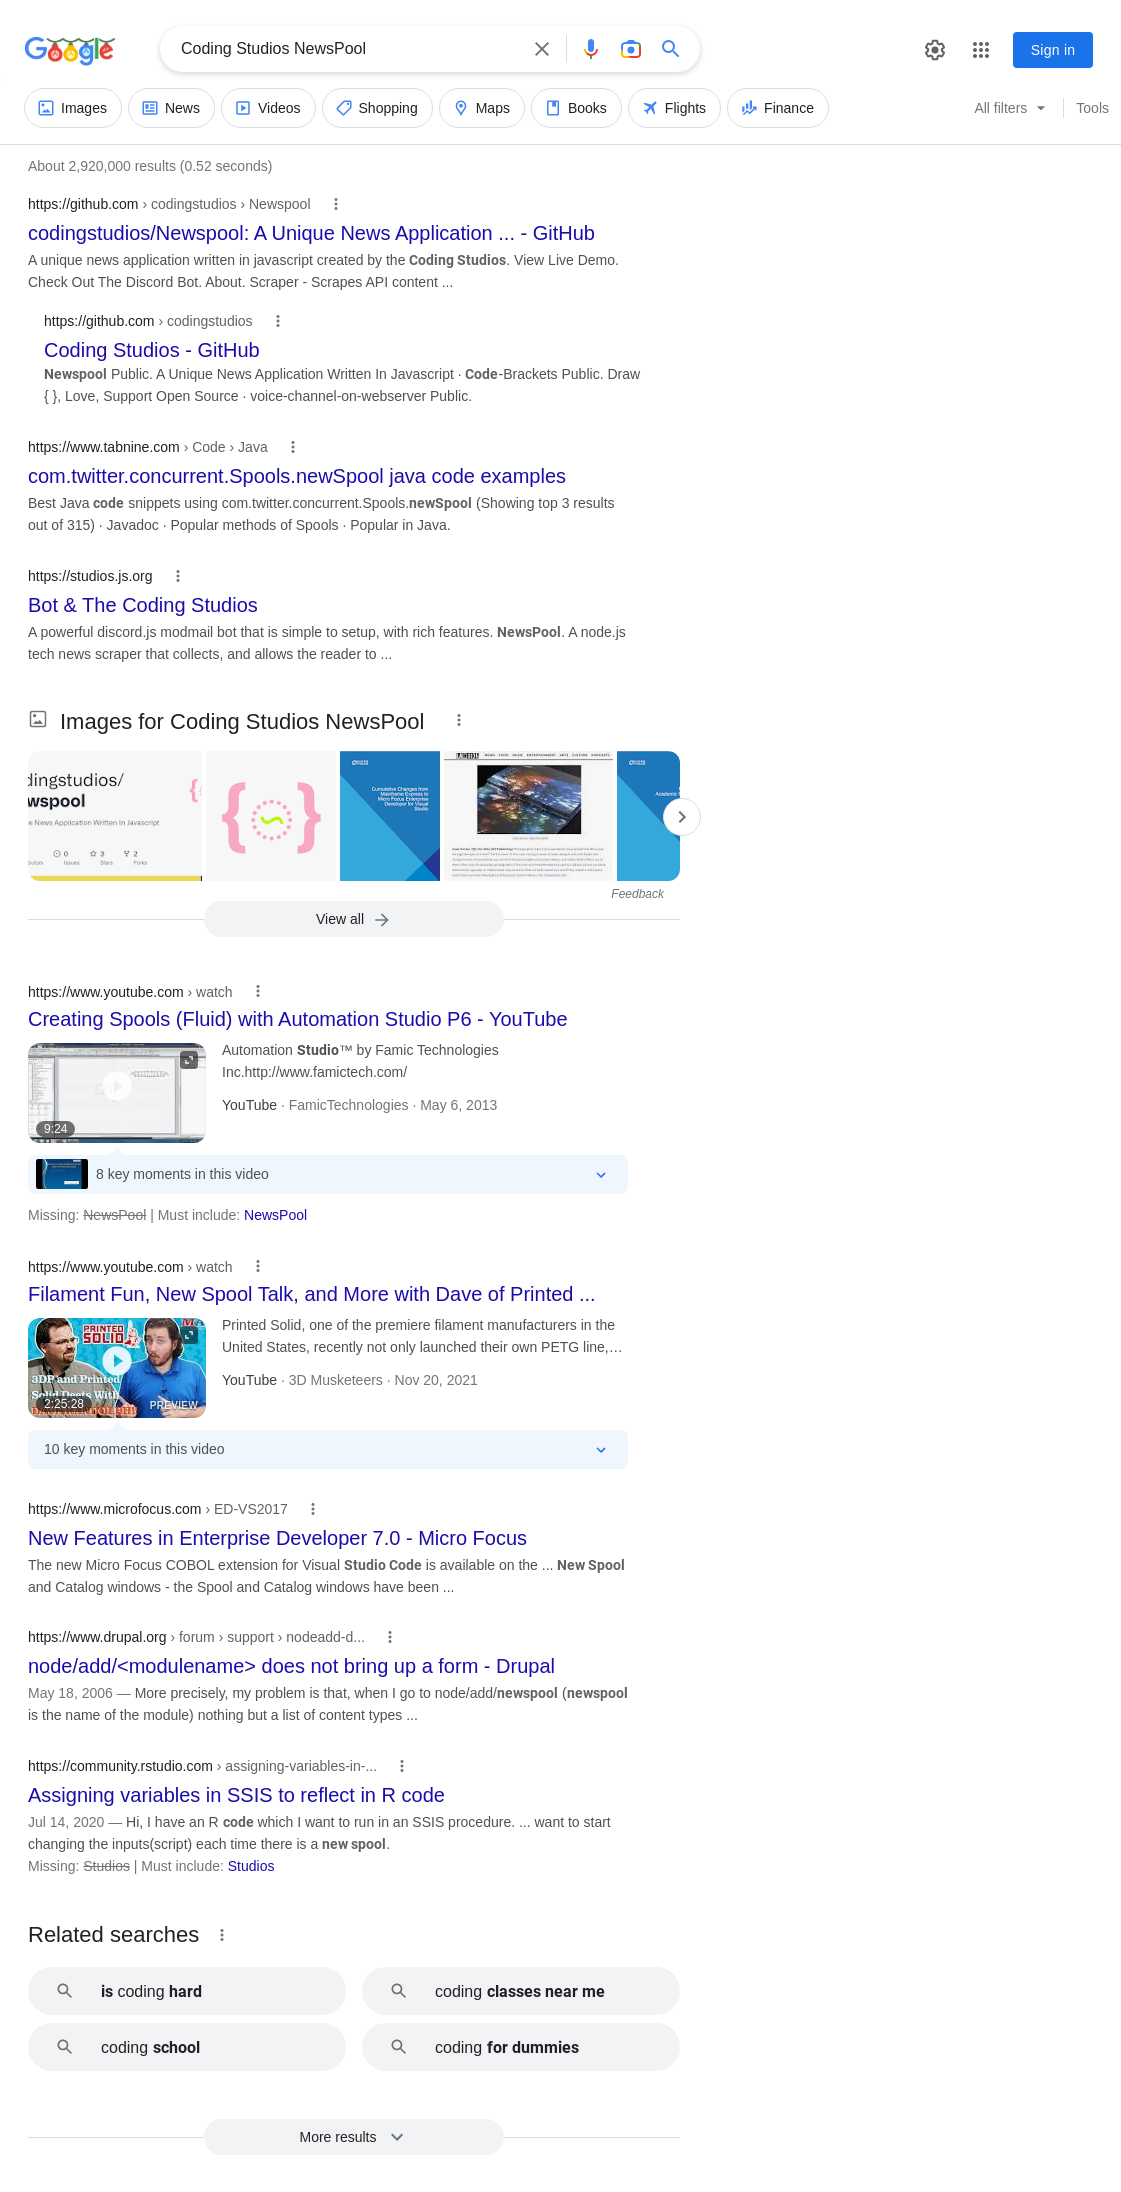 Google
Coding Studios NewsPool
Sign in
Images
News
Videos
Shopping
Maps
Books
Flights
Finance
All filters
Tools
About 2,920,000 results (0.52 seconds)
https://github.com › codingstudios › Newspool
codingstudios/Newspool: A Unique News Application ... - GitHub
A unique news application written in javascript created by the Coding Studios. View Live Demo.
Check Out The Discord Bot. About. Scraper - Scrapes API content ...
https://github.com › codingstudios
Coding Studios - GitHub
Newspool Public. A Unique News Application Written In Javascript · Code-Brackets Public. Draw
{ }, Love, Support Open Source · voice-channel-on-webserver Public.
https://www.tabnine.com › Code › Java
com.twitter.concurrent.Spools.newSpool java code examples
Best Java code snippets using com.twitter.concurrent.Spools.newSpool (Showing top 3 results
out of 315) · Javadoc · Popular methods of Spools · Popular in Java.
https://studios.js.org
Bot & The Coding Studios
A powerful discord.js modmail bot that is simple to setup, with rich features. NewsPool. A node.js
tech news scraper that collects, and allows the reader to ...
Images for Coding Studios NewsPool
dingstudios/
wspool
e News Application Written In Javascript
0
Issues
3
Stars
2
Forks
Cumulative Changes from
Mainframe Express to
Micro Focus Enterprise
Developer for Visual
Studio
Academic
Feedback
View all
https://www.youtube.com › watch
Creating Spools (Fluid) with Automation Studio P6 - YouTube
Automation Studio™ by Famic Technologies
Inc.http://www.famictech.com/
YouTube · FamicTechnologies · May 6, 2013
9:24
8 key moments in this video
Missing: NewsPool | Must include: NewsPool
https://www.youtube.com › watch
Filament Fun, New Spool Talk, and More with Dave of Printed ...
PRINTED
SOLID
3DP and Printed
Solid Deets With
2:25:28
PREVIEW
Printed Solid, one of the premiere filament manufacturers in the
United States, recently not only launched their own PETG line,…
YouTube · 3D Musketeers · Nov 20, 2021
10 key moments in this video
https://www.microfocus.com › ED-VS2017
New Features in Enterprise Developer 7.0 - Micro Focus
The new Micro Focus COBOL extension for Visual Studio Code is available on the ... New Spool
and Catalog windows - the Spool and Catalog windows have been ...
https://www.drupal.org › forum › support › nodeadd-d...
node/add/<modulename> does not bring up a form - Drupal
May 18, 2006 — More precisely, my problem is that, when I go to node/add/newspool (newspool
is the name of the module) nothing but a list of content types ...
https://community.rstudio.com › assigning-variables-in-...
Assigning variables in SSIS to reflect in R code
Jul 14, 2020 — Hi, I have an R code which I want to run in an SSIS procedure. ... want to start
changing the inputs(script) each time there is a new spool.
Missing: Studios | Must include: Studios
Related searches
is coding hard
coding classes near me
coding school
coding for dummies
More results